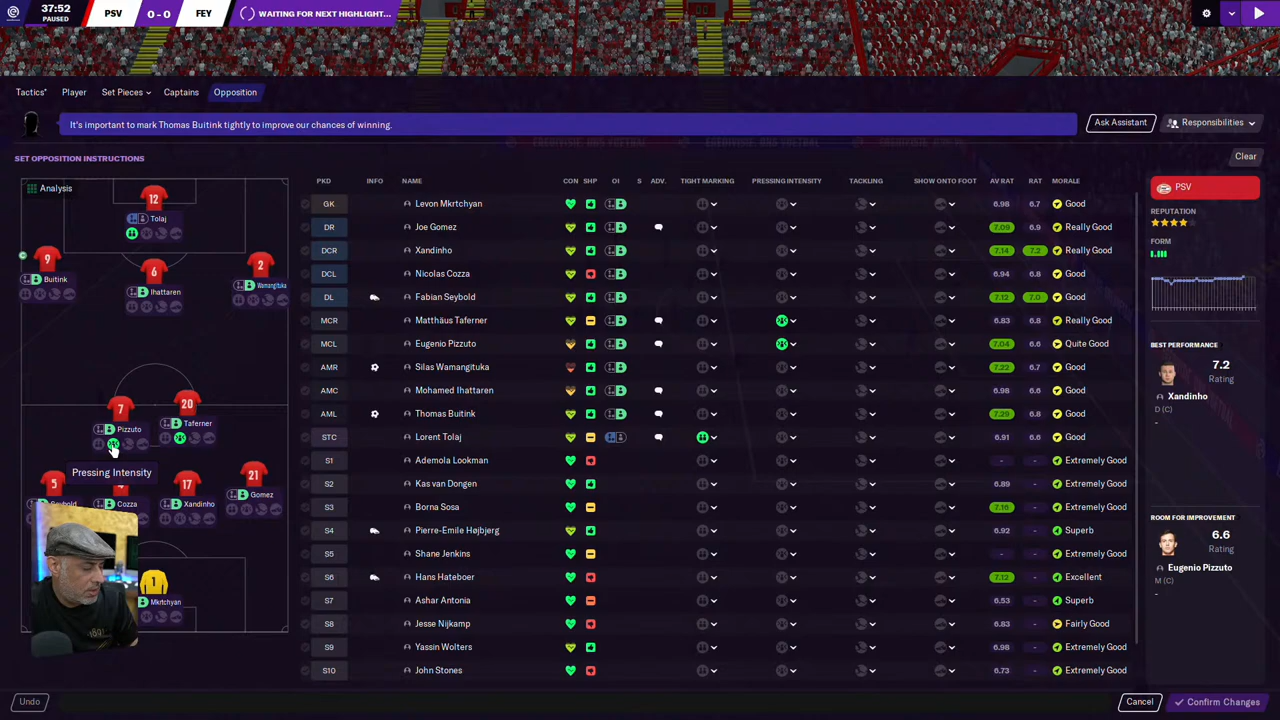 37:52
PAUSED
PSV
0 - 0
FEY
WAITING FOR NEXT HIGHLIGHT...
Tactics*
Player
Set Pieces
Captains
Opposition
It's important to mark Thomas Buitink tightly to improve our chances of winning.
Ask Assistant
Responsibilities
SET OPPOSITION INSTRUCTIONS
Clear
Analysis
12
Tolaj
9
Buitink
6
Ihattaren
2
Wamangituka
7
Pizzuto
20
Taferner
Pressing Intensity
5
Cozza
17
Xandinho
21
Gomez
1
Mkrtchyan
PKD INFO NAME CON SHP OI S ADV. TIGHT MARKING PRESSING INTENSITY TACKLING SHOW ONTO FOOT AV RAT RAT MORALE
GK Levon Mkrtchyan 6.98 6.7 Good
DR Joe Gomez 7.09 6.9 Really Good
DCR Xandinho 7.14 7.2 Really Good
DCL Nicolas Cozza 6.94 6.8 Good
DL Fabian Seybold 7.12 7.0 Good
MCR Matthäus Taferner 6.83 6.8 Really Good
MCL Eugenio Pizzuto 7.04 6.6 Quite Good
AMR Silas Wamangituka 7.22 6.7 Good
AMC Mohamed Ihattaren 6.98 6.6 Good
AML Thomas Buitink 7.29 6.8 Good
STC Lorent Tolaj 6.91 6.6 Good
S1 Ademola Lookman - - Extremely Good
S2 Kas van Dongen 6.89 - Extremely Good
S3 Borna Sosa 7.16 - Extremely Good
S4 Pierre-Emile Højbjerg 6.92 - Superb
S5 Shane Jenkins - - Extremely Good
S6 Hans Hateboer 7.12 - Excellent
S7 Ashar Antonia 6.53 - Superb
S8 Jesse Nijkamp 6.83 - Fairly Good
S9 Yassin Wolters 6.98 - Extremely Good
S10 John Stones 6.73 - Extremely Good
PSV
REPUTATION
FORM
BEST PERFORMANCE
7.2
Rating
Xandinho
D (C)
-
ROOM FOR IMPROVEMENT
6.6
Rating
Eugenio Pizzuto
M (C)
-
Undo
Cancel
Confirm Changes